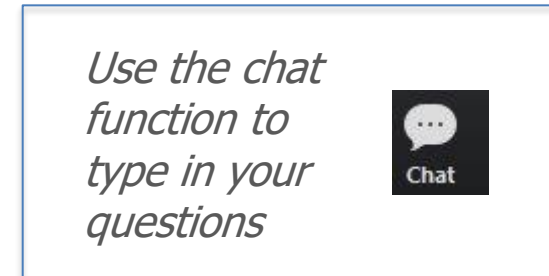 Use the chat
function to
type in your
questions
Chat